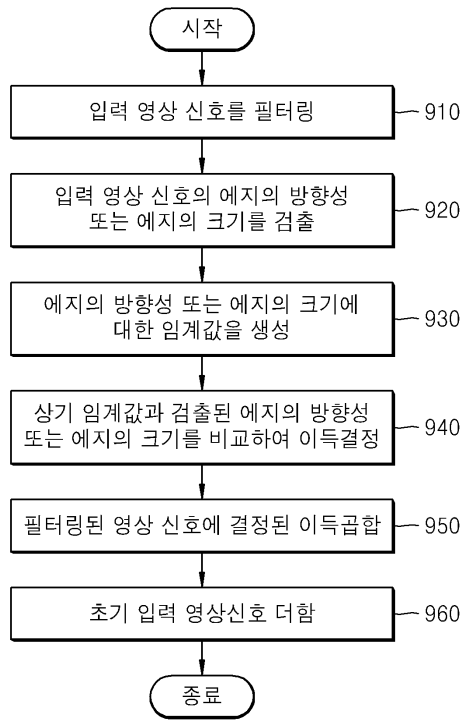 시작
입력 영상 신호를 필터링
910
입력 영상 신호의 에지의 방향성
또는 에지의 크기를 검출
920
에지의 방향성 또는 에지의 크기에
대한 임계값을 생성
930
상기 임계값과 검출된 에지의 방향성
또는 에지의 크기를 비교하여 이득결정
940
필터링된 영상 신호에 결정된 이득곱합
950
초기 입력 영상신호 더함
960
종료